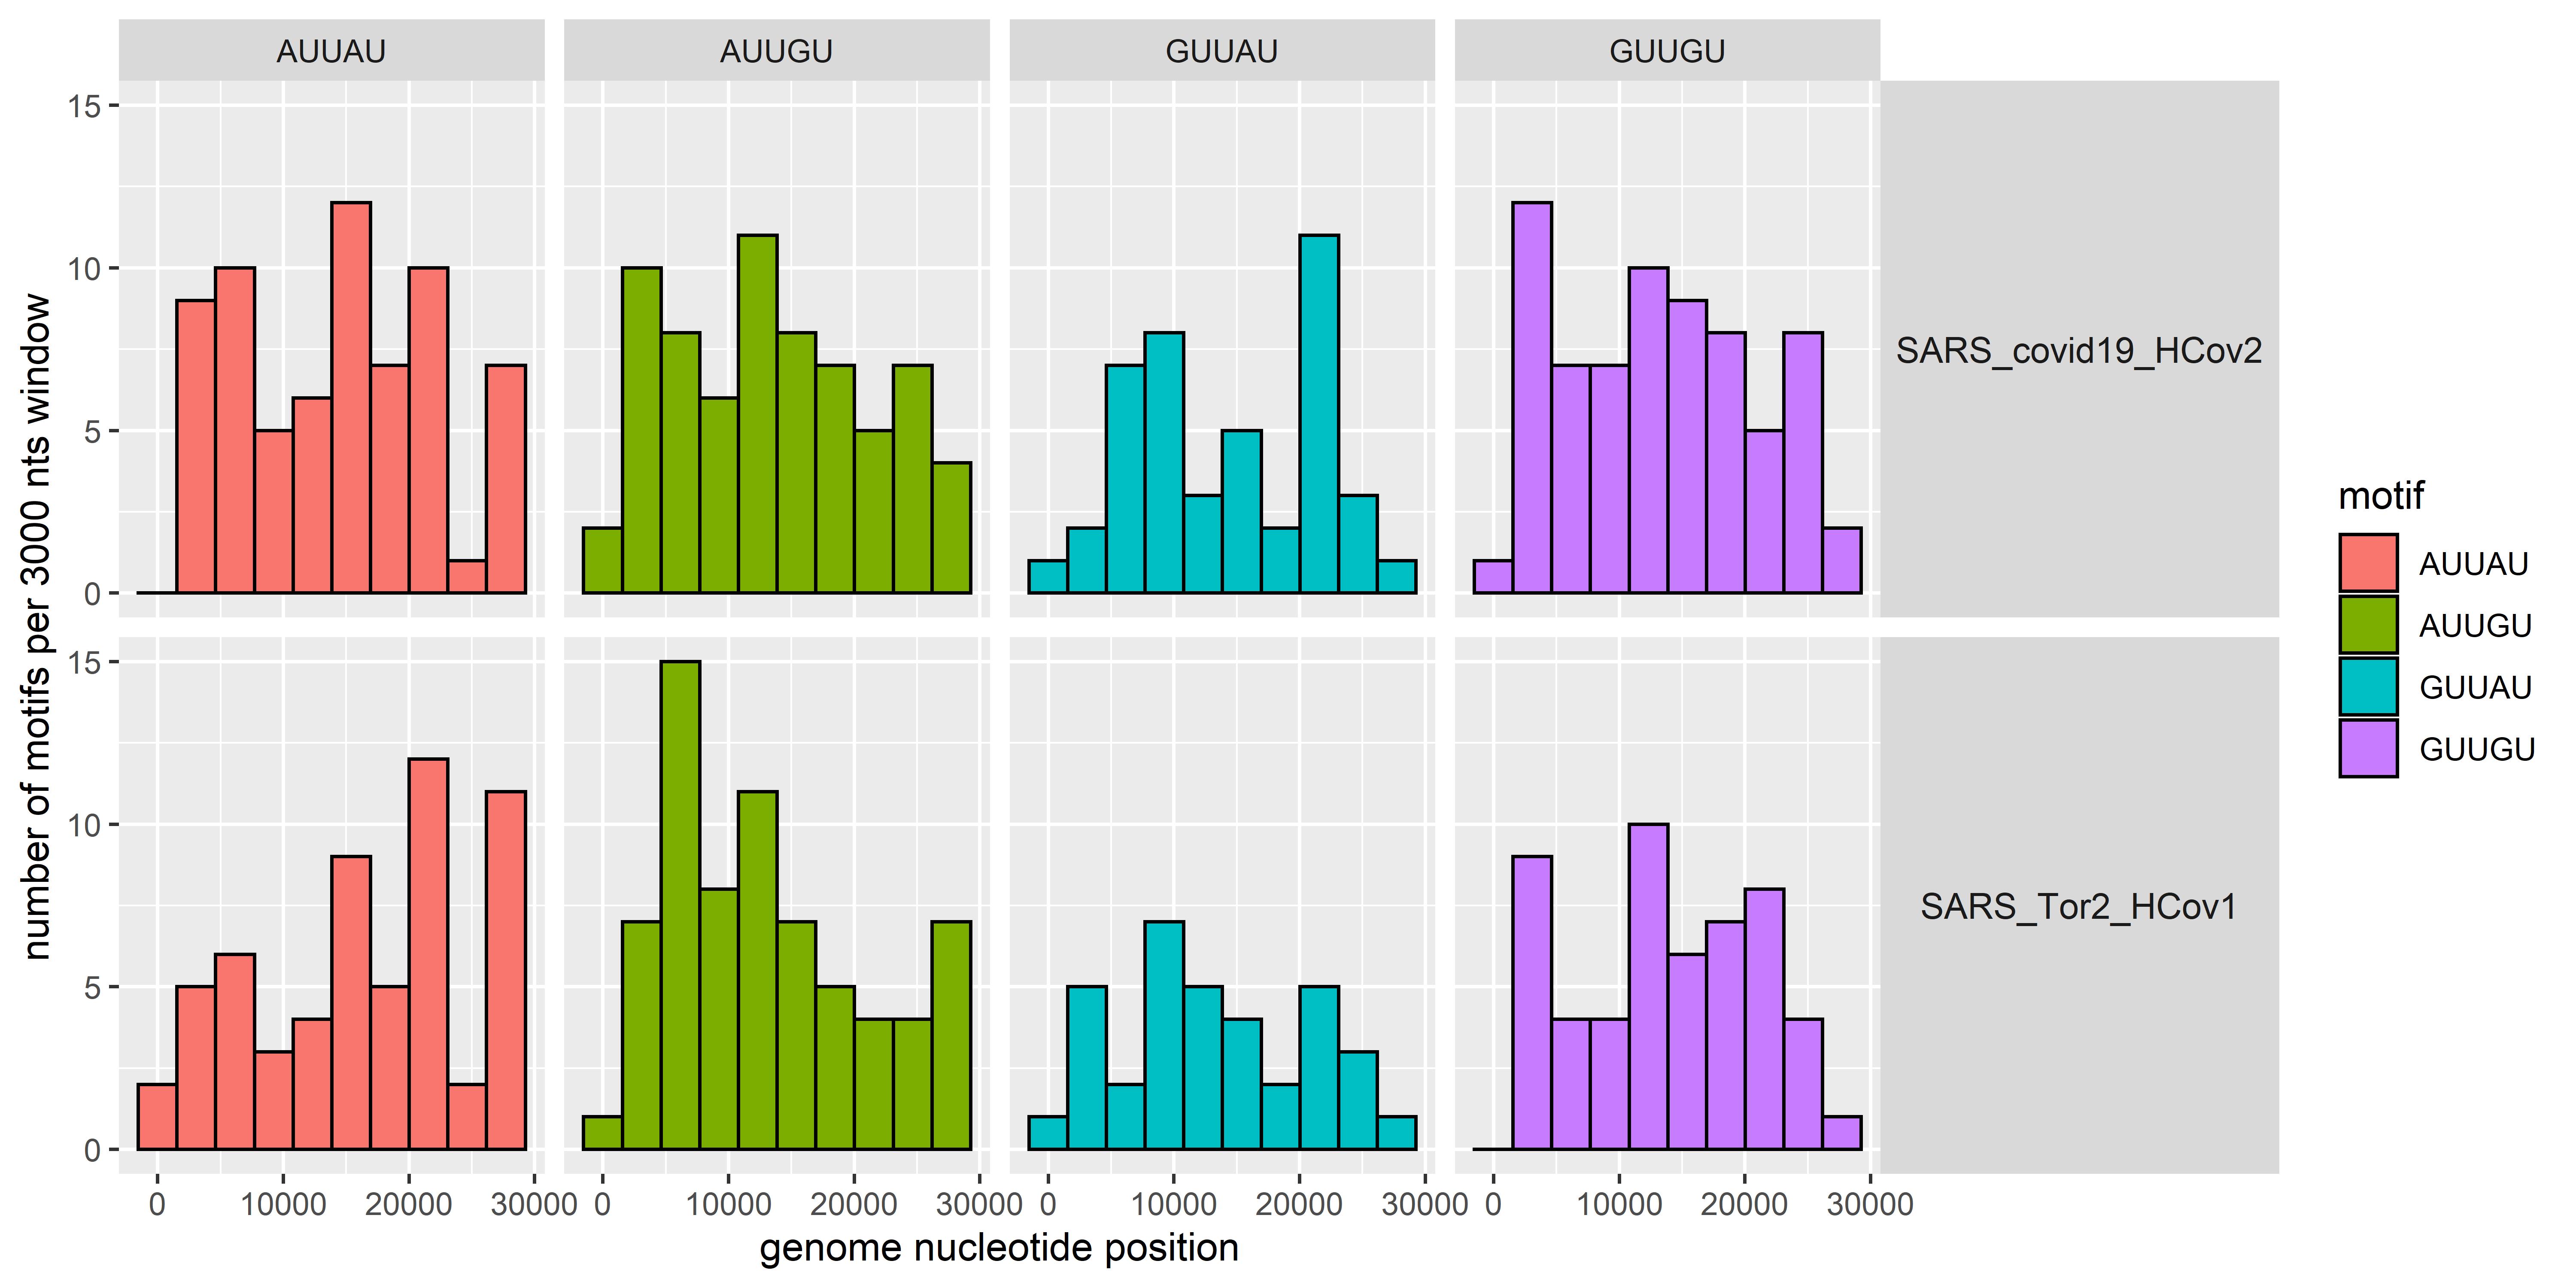 AUUAU AUUGU GUUAU GUUGU
15
10
5
0
SARS_covid19_HCov2
15
10
5
0
SARS_Tor2_HCov1
0 10000 20000 30000 0 10000 20000 30000 0 10000 20000 30000 0 10000 20000 30000
genome nucleotide position
number of motifs per 3000 nts window
motif
AUUAU
AUUGU
GUUAU
GUUGU